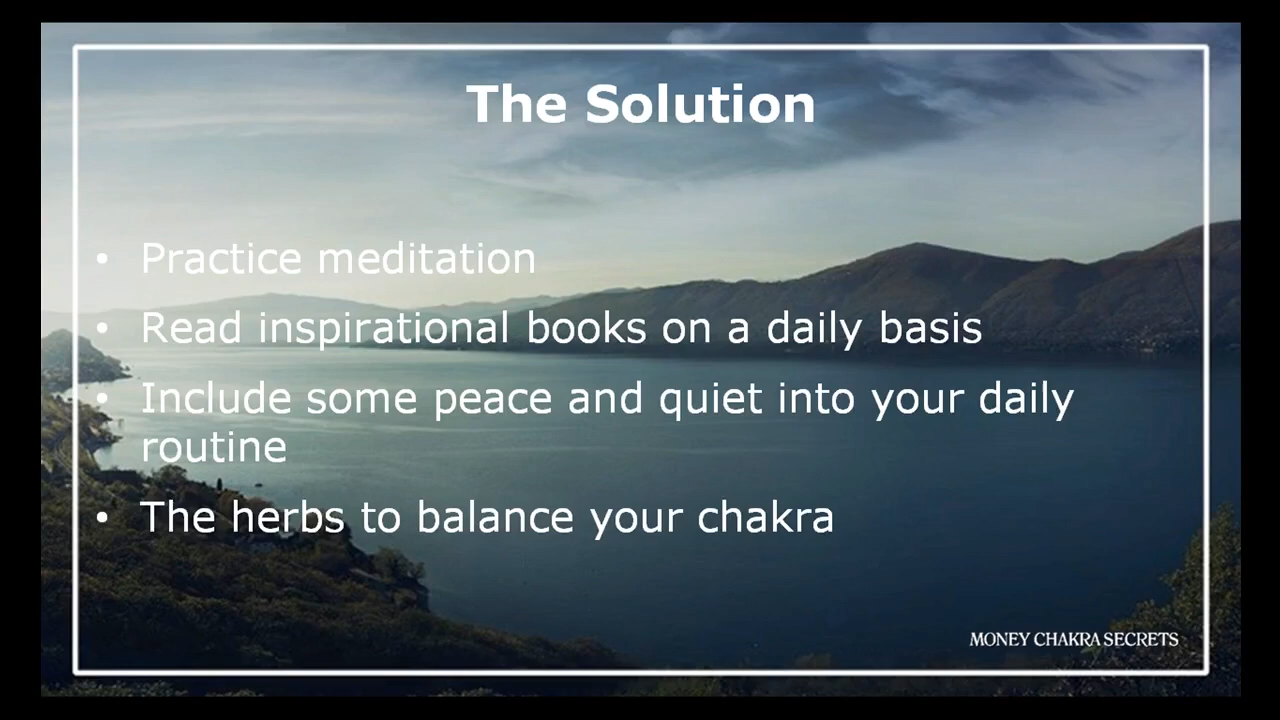 The Solution
• Practice meditation
• Read inspirational books on a daily basis
• Include some peace and quiet into your daily
routine
• The herbs to balance your chakra
MONEY CHAKRA SECRETS